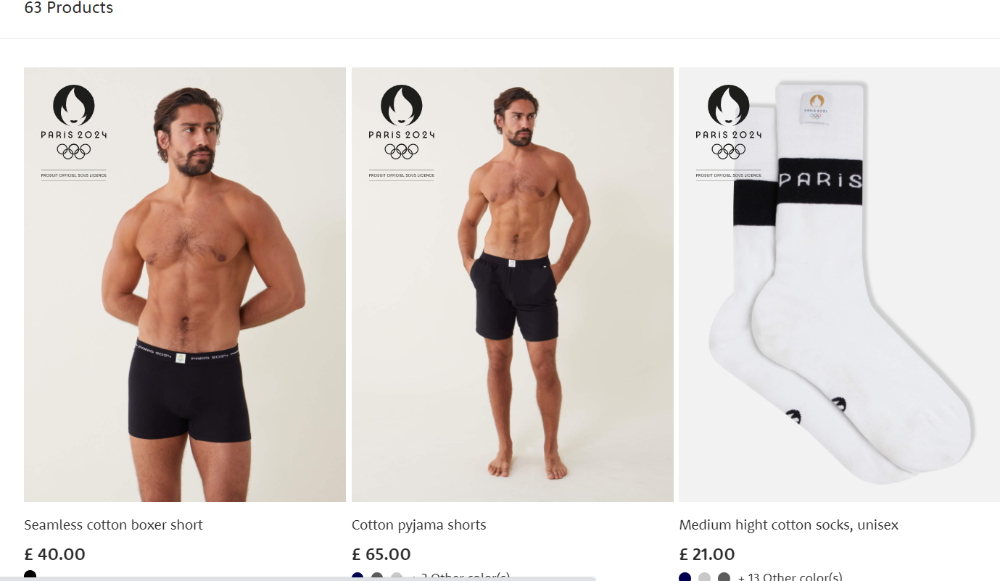 63 Products
PARIS 2024
PRODUIT OFFICIEL SOUS LICENCE
PARIS 2024 PARIS 2024
PARIS 2024
PRODUIT OFFICIEL SOUS LICENCE
PARIS 2024
PRODUIT OFFICIEL SOUS LICENCE
PARIS 2024
PARIS
Seamless cotton boxer short
£ 40.00
Cotton pyjama shorts
£ 65.00
Other color(s)
Medium hight cotton socks, unisex
£ 21.00
+ 13 Other color(s)